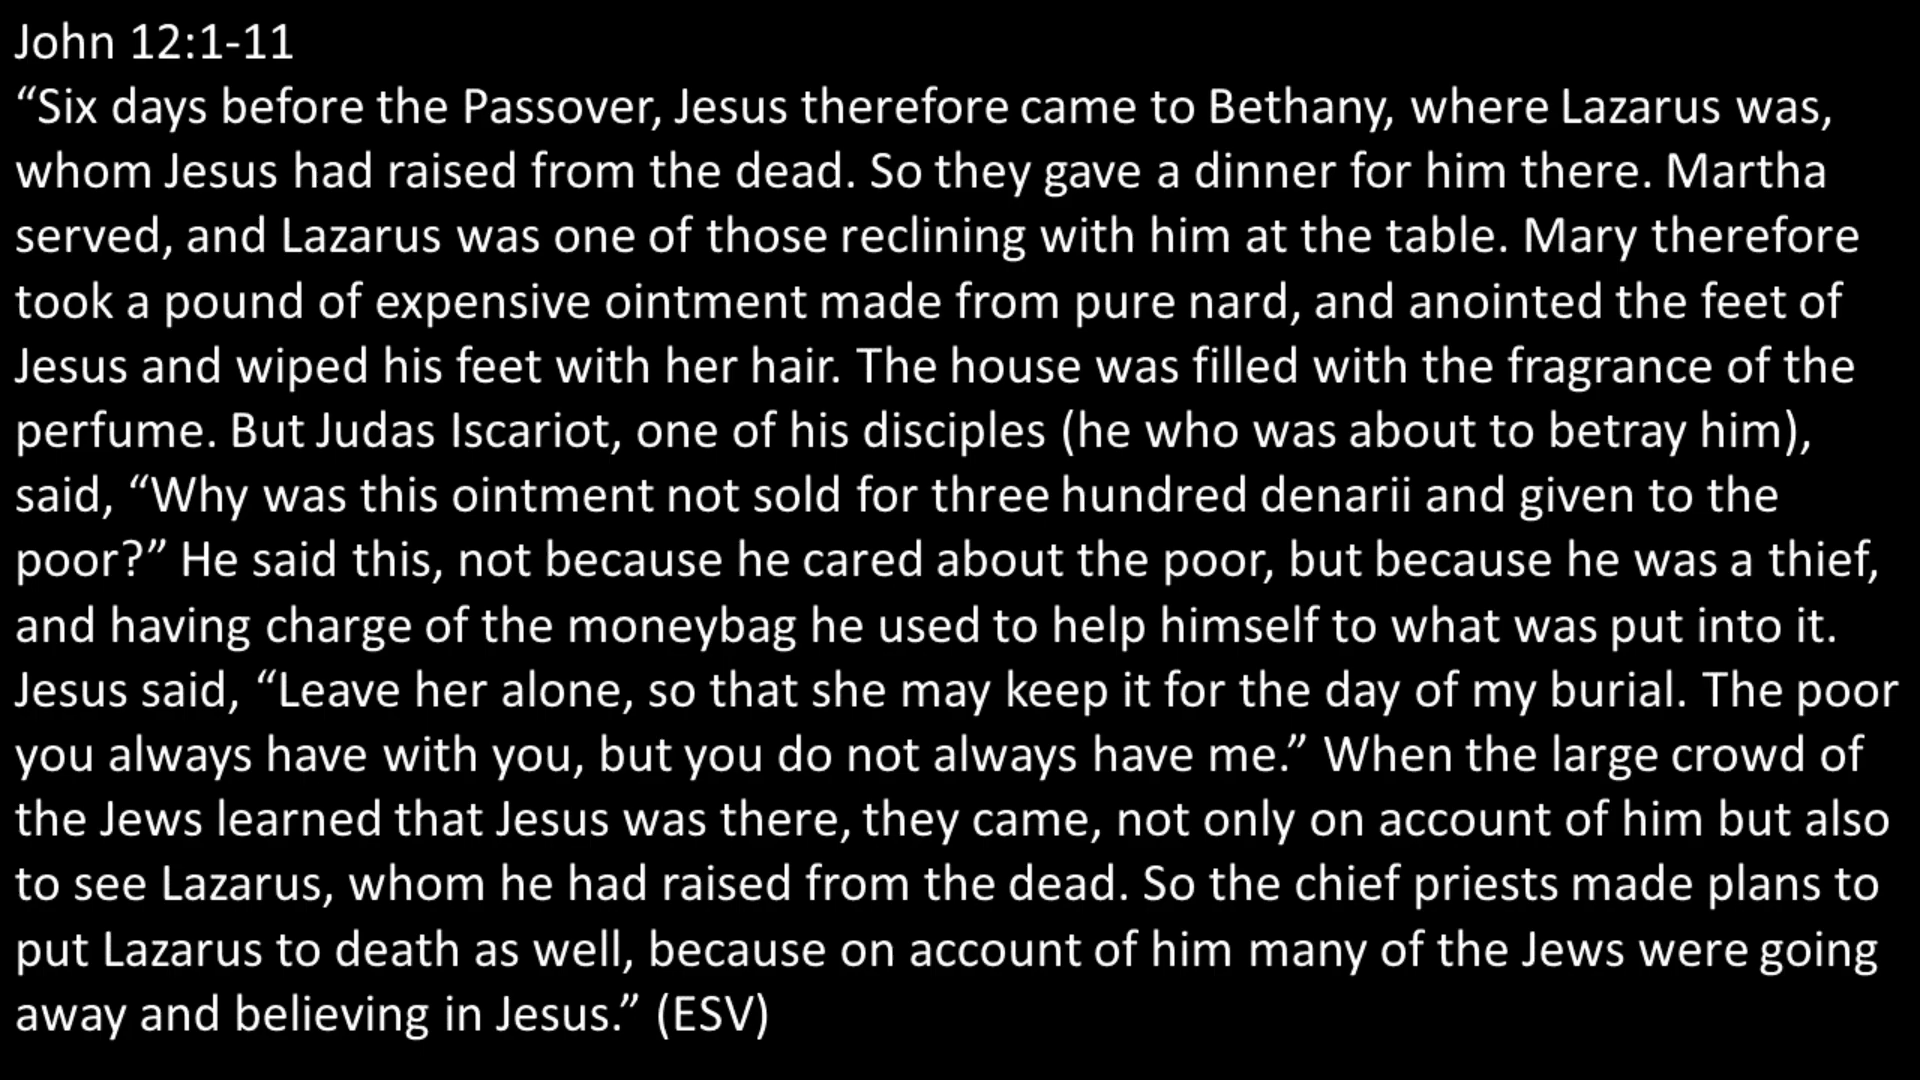 John 12:1-11
“Six days before the Passover, Jesus therefore came to Bethany, where Lazarus was,
whom Jesus had raised from the dead. So they gave a dinner for him there. Martha
served, and Lazarus was one of those reclining with him at the table. Mary therefore
took a pound of expensive ointment made from pure nard, and anointed the feet of
Jesus and wiped his feet with her hair. The house was filled with the fragrance of the
perfume. But Judas Iscariot, one of his disciples (he who was about to betray him),
said, “Why was this ointment not sold for three hundred denarii and given to the
poor?” He said this, not because he cared about the poor, but because he was a thief,
and having charge of the moneybag he used to help himself to what was put into it.
Jesus said, “Leave her alone, so that she may keep it for the day of my burial. The poor
you always have with you, but you do not always have me.” When the large crowd of
the Jews learned that Jesus was there, they came, not only on account of him but also
to see Lazarus, whom he had raised from the dead. So the chief priests made plans to
put Lazarus to death as well, because on account of him many of the Jews were going
away and believing in Jesus.” (ESV)